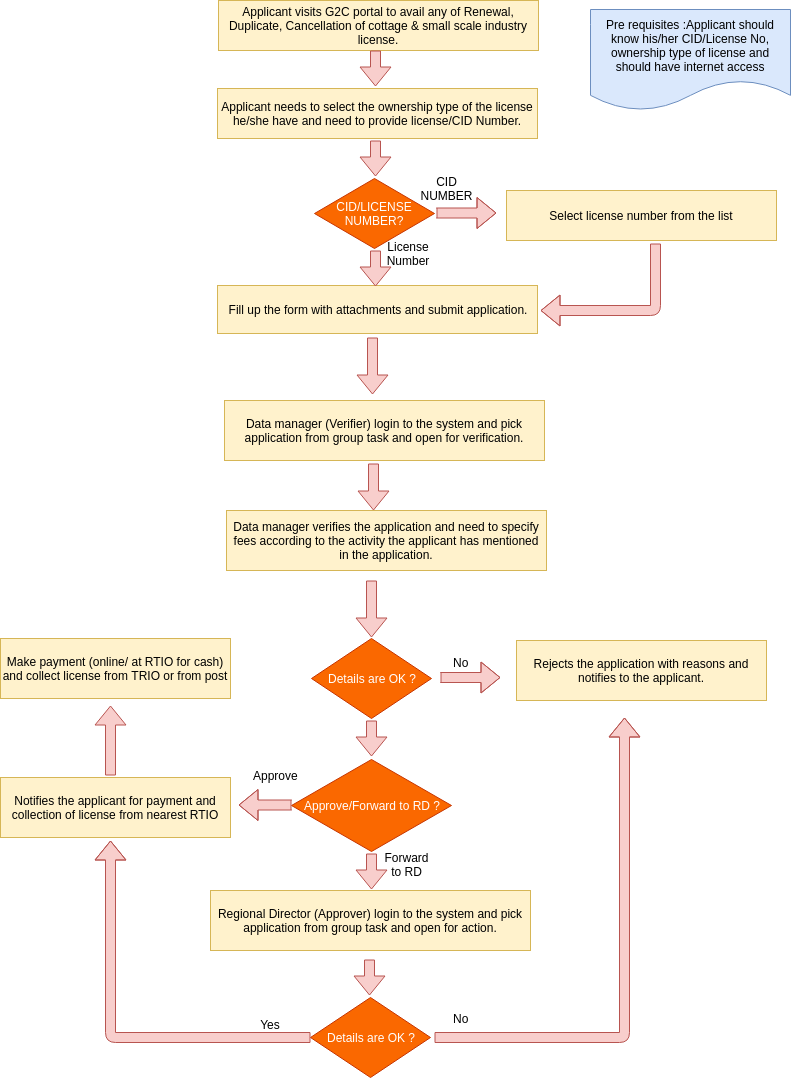 Applicant visits G2C portal to avail any of Renewal,
Duplicate, Cancellation of cottage & small scale industry
license.
Pre requisites :Applicant should
know his/her CID/License No,
ownership type of license and
should have internet access
Applicant needs to select the ownership type of the license
he/she have and need to provide license/CID Number.
CID/LICENSE
NUMBER?
CID
NUMBER
Select license number from the list
License
Number
Fill up the form with attachments and submit application.
Data manager (Verifier) login to the system and pick
application from group task and open for verification.
Data manager verifies the application and need to specify
fees according to the activity the applicant has mentioned
in the application.
Details are OK ?
No
Rejects the application with reasons and
notifies to the applicant.
Make payment (online/ at RTIO for cash)
and collect license from TRIO or from post
Approve/Forward to RD ?
Approve
Notifies the applicant for payment and
collection of license from nearest RTIO
Forward
to RD
Regional Director (Approver) login to the system and pick
application from group task and open for action.
Details are OK ?
Yes
No